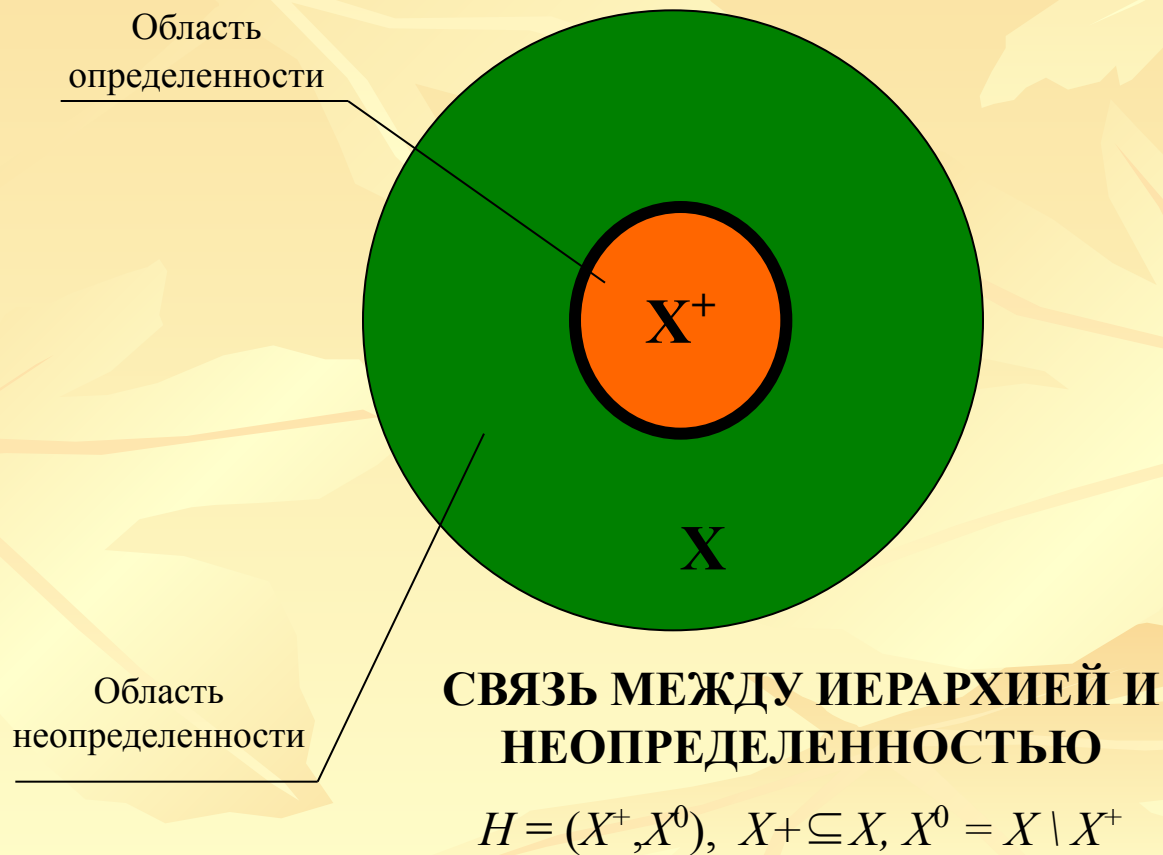 Область
определенности
X⁺
X
Область
неопределенности
СВЯЗЬ МЕЖДУ ИЕРАРХИЕЙ И
НЕОПРЕДЕЛЕННОСТЬЮ
H = (X⁺,X⁰), X+⊆X, X⁰ = X \ X⁺